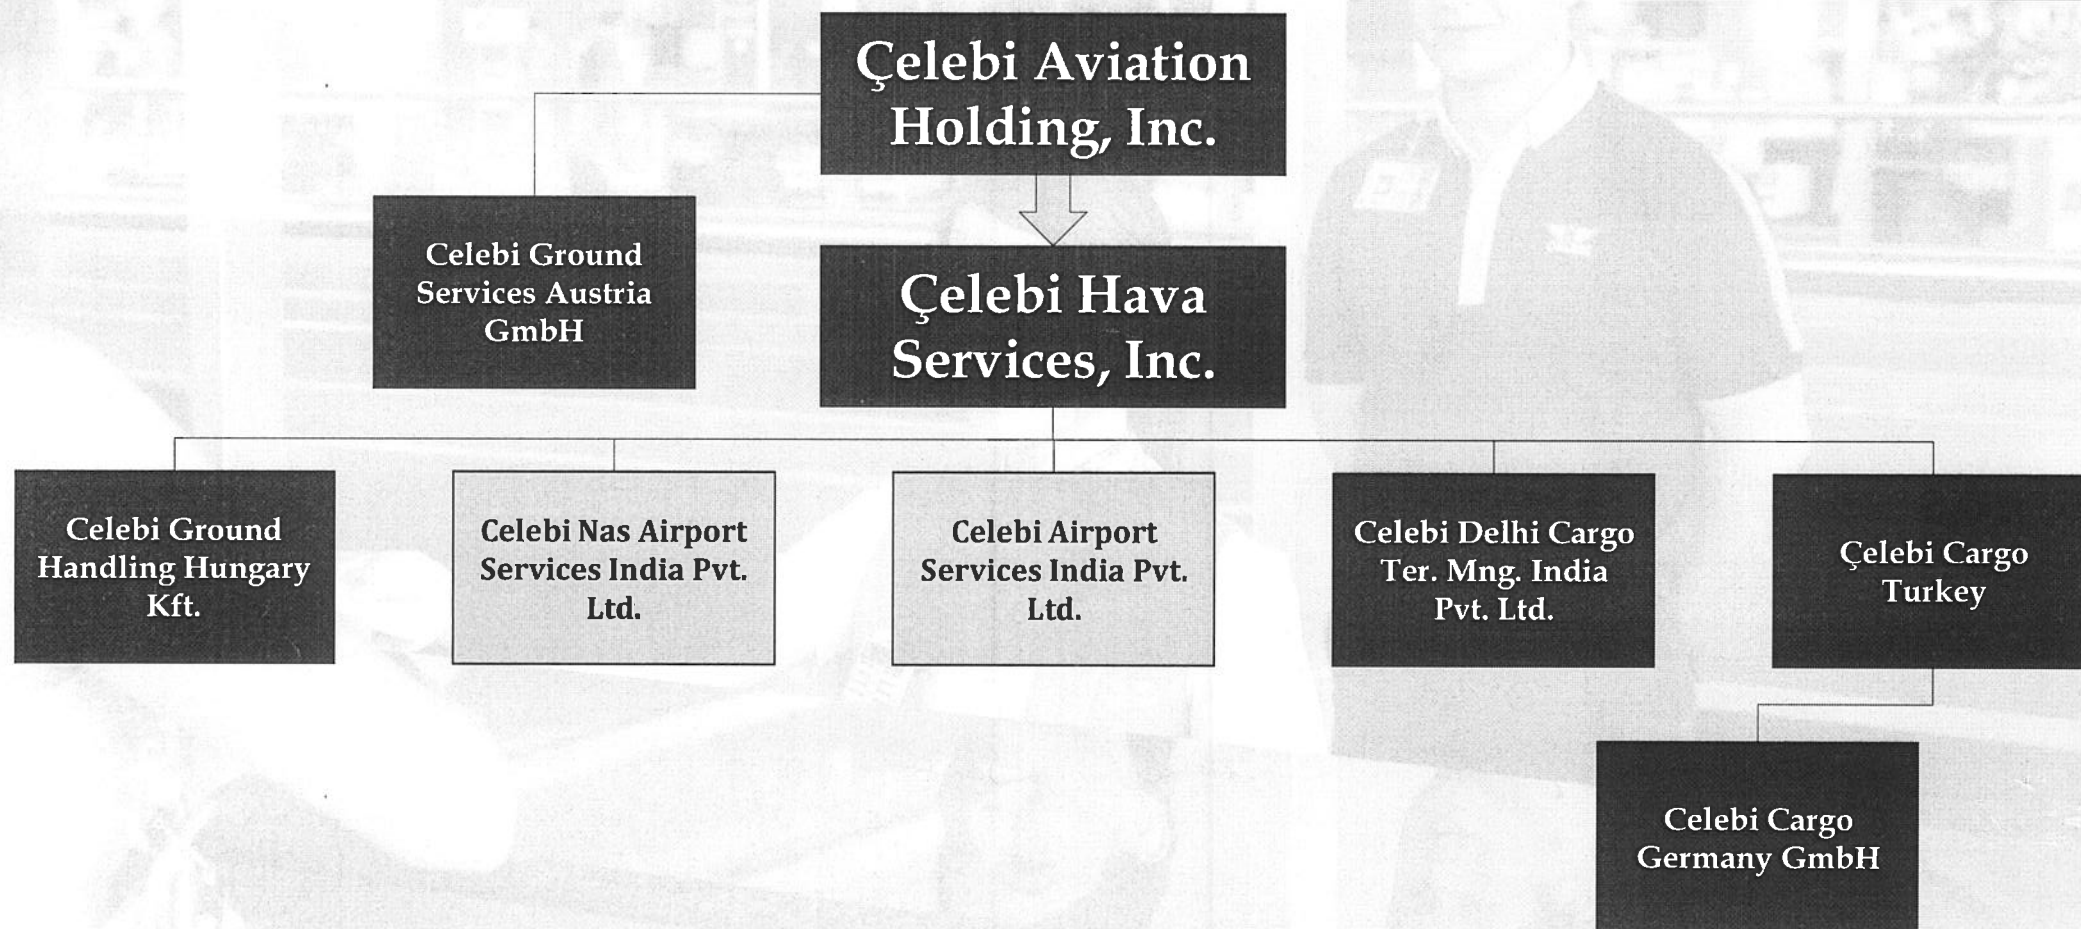 Çelebi Aviation
Holding, Inc.
Celebi Ground
Services Austria
GmbH
Çelebi Hava
Services, Inc.
Celebi Ground
Handling Hungary
Kft.
Celebi Nas Airport
Services India Pvt.
Ltd.
Celebi Airport
Services India Pvt.
Ltd.
Celebi Delhi Cargo
Ter. Mng. India
Pvt. Ltd.
Çelebi Cargo
Turkey
Celebi Cargo
Germany GmbH